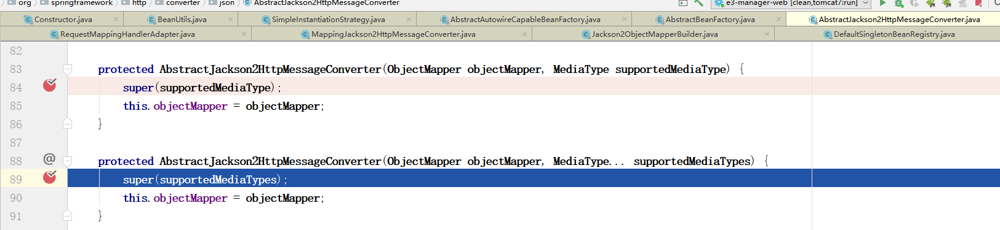 org springframework http converter json AbstractJackson2HttpMessageConverter e3-manager-web [clean,tomcat7:run]
Constructor.java BeanUtils.java SimpleInstantiationStrategy.java AbstractAutowireCapableBeanFactory.java AbstractBeanFactory.java AbstractJackson2HttpMessageConverter.java
RequestMappingHandlerAdapter.java MappingJackson2HttpMessageConverter.java Jackson2ObjectMapperBuilder.java DefaultSingletonBeanRegistry.java
82
83 protected AbstractJackson2HttpMessageConverter(ObjectMapper objectMapper, MediaType supportedMediaType) {
84 super(supportedMediaType);
85 this.objectMapper = objectMapper;
86 }
87
88 @ protected AbstractJackson2HttpMessageConverter(ObjectMapper objectMapper, MediaType... supportedMediaTypes) {
89 super(supportedMediaTypes);
90 this.objectMapper = objectMapper;
91 }